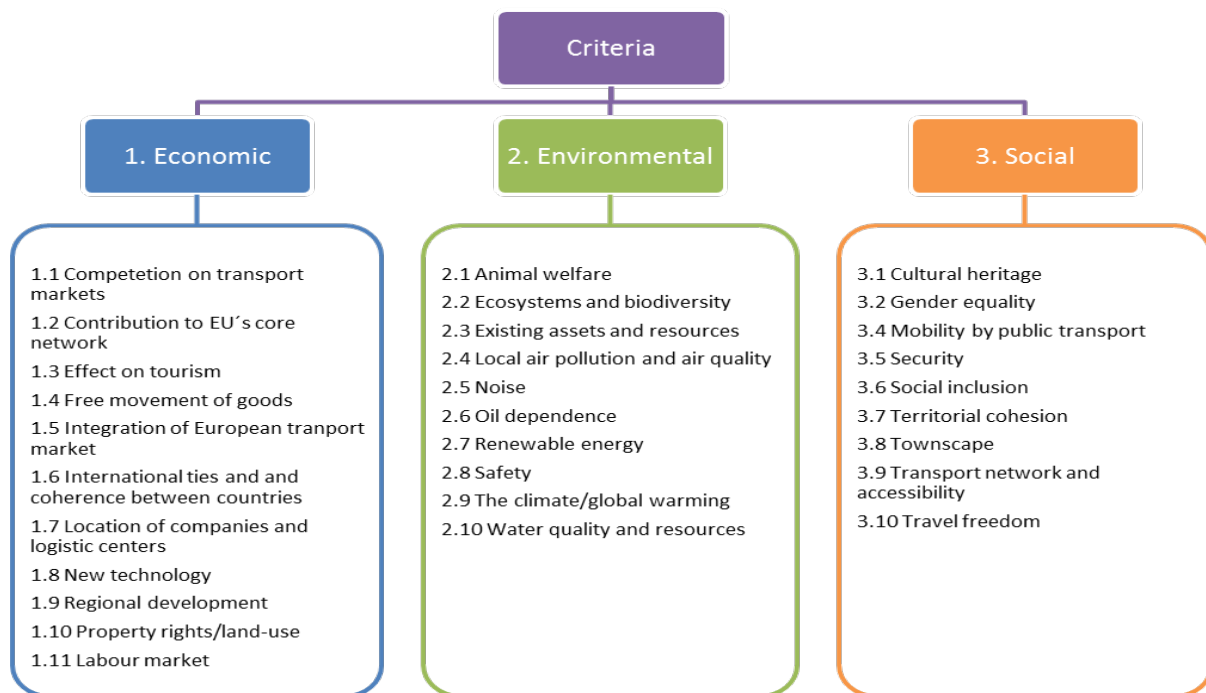 Criteria
1. Economic
1.1 Competetion on transport
markets
1.2 Contribution to EU´s core
network
1.3 Effect on tourism
1.4 Free movement of goods
1.5 Integration of European tranport
market
1.6 International ties and and
coherence between countries
1.7 Location of companies and
logistic centers
1.8 New technology
1.9 Regional development
1.10 Property rights/land-use
1.11 Labour market
2. Environmental
2.1 Animal welfare
2.2 Ecosystems and biodiversity
2.3 Existing assets and resources
2.4 Local air pollution and air quality
2.5 Noise
2.6 Oil dependence
2.7 Renewable energy
2.8 Safety
2.9 The climate/global warming
2.10 Water quality and resources
3. Social
3.1 Cultural heritage
3.2 Gender equality
3.4 Mobility by public transport
3.5 Security
3.6 Social inclusion
3.7 Territorial cohesion
3.8 Townscape
3.9 Transport network and
accessibility
3.10 Travel freedom